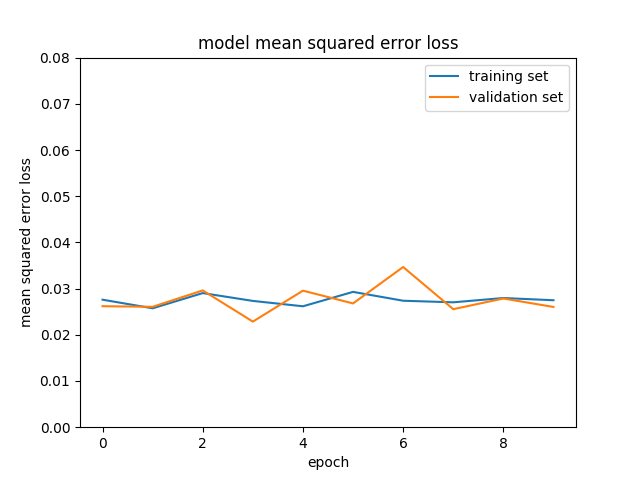 model mean squared error loss
0.08
training set
validation set
0.07
0.06
0.05
0.04
0.03
0.02
0.01
0.00
mean squared error loss
0 2 4 6 8
epoch